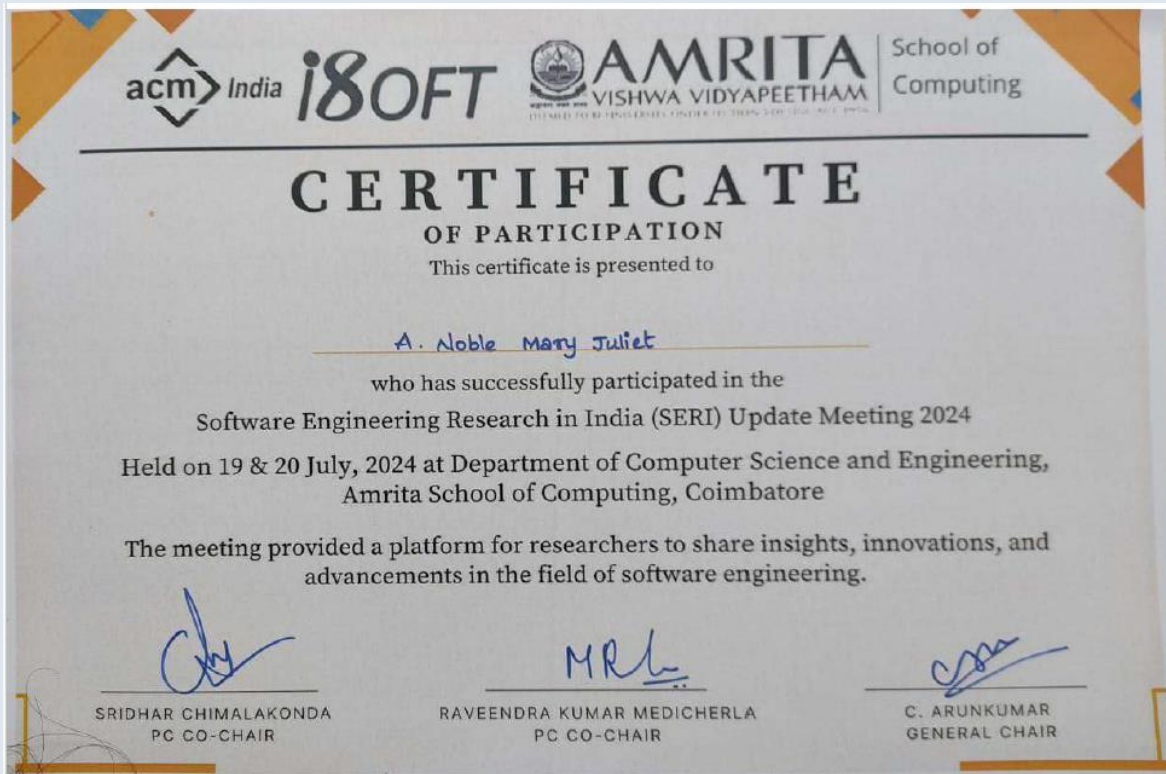 acm India
i8OFT
AMRITA
VISHWA VIDYAPEETHAM
School of
Computing
CERTIFICATE
OF PARTICIPATION
This certificate is presented to
A. Noble Mary Juliet
who has successfully participated in the
Software Engineering Research in India (SERI) Update Meeting 2024
Held on 19 & 20 July, 2024 at Department of Computer Science and Engineering,
Amrita School of Computing, Coimbatore
The meeting provided a platform for researchers to share insights, innovations, and
advancements in the field of software engineering.
MR
SRIDHAR CHIMALAKONDA
PC CO-CHAIR
RAVEENDRA KUMAR MEDICHERLA
PC CO-CHAIR
C. ARUNKUMAR
GENERAL CHAIR